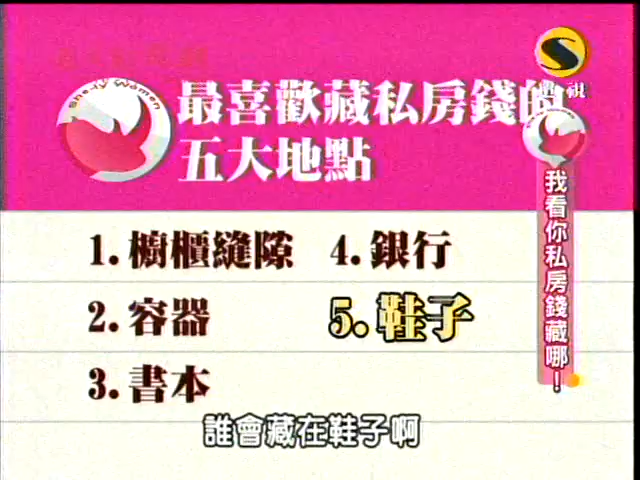 最喜歡藏私房錢的
五大地點
Shady Women
1.櫥櫃縫隙
2.容器
3.書本
4.銀行
5.鞋子
我看你私房錢藏哪！
誰會藏在鞋子啊